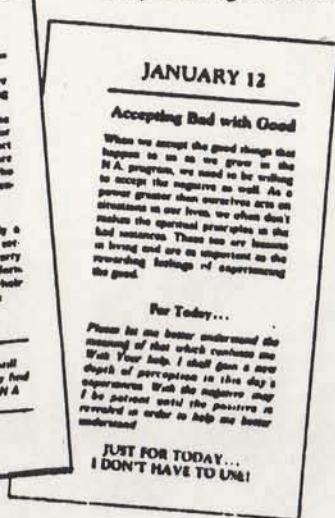 JANUARY 12
Accepting Bad with Good
When we accept the good things that
happen to us as we grow in the
N.A. program, we need to be willing
to accept the negative as well. As a
power greater than ourselves acts on
situations in our lives, we often don't
realize the spiritual principles in the
bad instances. These too are lessons
in living and are as important as the
rewarding feelings of experiencing
the good.
For Today...
Please let me better understand the
meaning of that which confuses me
With Your help, I shall gain a new
depth of perception in this day's
experiences. With the negative may
I be patient until the positive is
revealed in order to help me better
understand
JUST FOR TODAY...
I DON'T HAVE TO USE!
will
find
N A